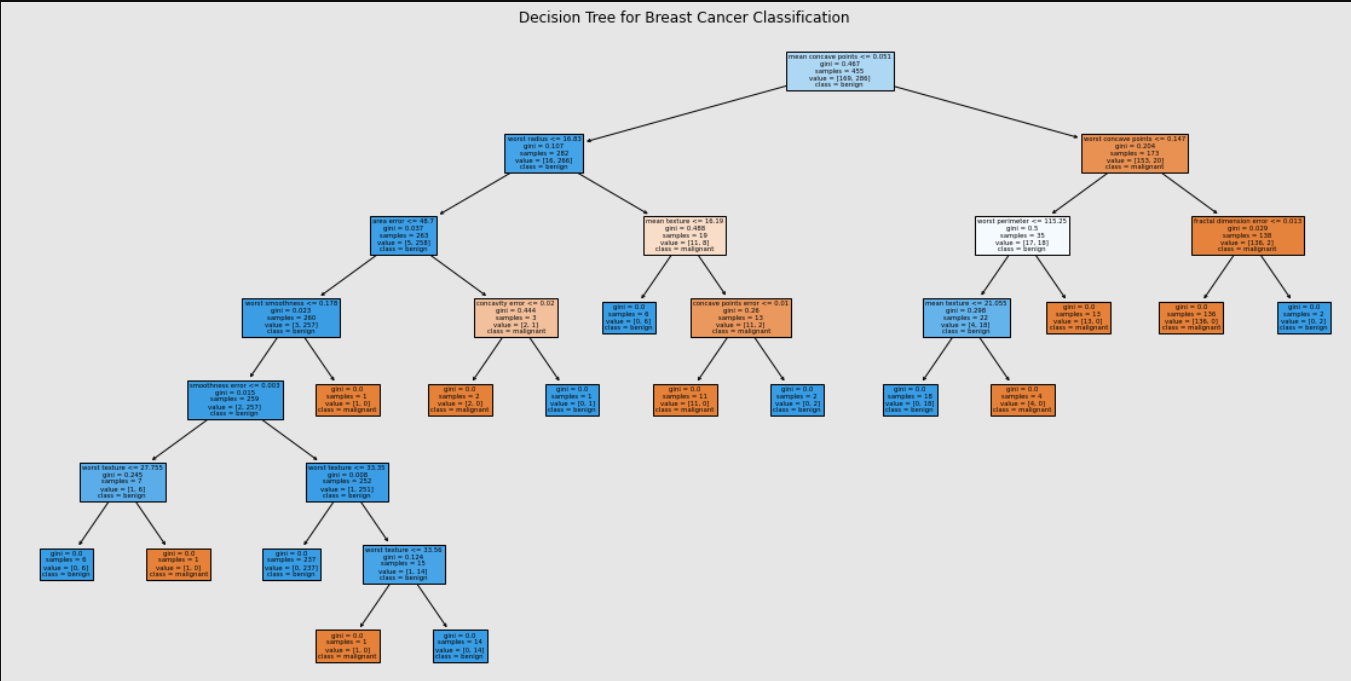 Decision Tree for Breast Cancer Classification
mean concave points <= 0.051
gini = 0.467
samples = 455
value = [169, 286]
class = benign
worst radius <= 16.83
gini = 0.107
samples = 282
value = [16, 266]
class = benign
worst concave points <= 0.147
gini = 0.204
samples = 173
value = [153, 20]
class = malignant
area error <= 48.7
gini = 0.037
samples = 263
value = [5, 258]
class = benign
mean texture <= 16.19
gini = 0.488
samples = 19
value = [11, 8]
class = malignant
worst perimeter <= 115.25
gini = 0.5
samples = 35
value = [17, 18]
class = benign
fractal dimension error <= 0.013
gini = 0.029
samples = 138
value = [136, 2]
class = malignant
worst smoothness <= 0.178
gini = 0.023
samples = 260
value = [3, 257]
class = benign
concavity error <= 0.02
gini = 0.444
samples = 3
value = [2, 1]
class = malignant
gini = 0.0
samples = 6
value = [0, 6]
class = benign
concave points error <= 0.01
gini = 0.26
samples = 13
value = [11, 2]
class = malignant
mean texture <= 21.055
gini = 0.298
samples = 22
value = [4, 18]
class = benign
gini = 0.0
samples = 13
value = [13, 0]
class = malignant
gini = 0.0
samples = 136
value = [136, 0]
class = malignant
gini = 0.0
samples = 2
value = [0, 2]
class = benign
smoothness error <= 0.003
gini = 0.015
samples = 259
value = [2, 257]
class = benign
gini = 0.0
samples = 1
value = [1, 0]
class = malignant
gini = 0.0
samples = 2
value = [2, 0]
class = malignant
gini = 0.0
samples = 1
value = [0, 1]
class = benign
gini = 0.0
samples = 11
value = [11, 0]
class = malignant
gini = 0.0
samples = 2
value = [0, 2]
class = benign
gini = 0.0
samples = 18
value = [0, 18]
class = benign
gini = 0.0
samples = 4
value = [4, 0]
class = malignant
worst texture <= 27.755
gini = 0.245
samples = 7
value = [1, 6]
class = benign
worst texture <= 33.35
gini = 0.008
samples = 252
value = [1, 251]
class = benign
gini = 0.0
samples = 6
value = [0, 6]
class = benign
gini = 0.0
samples = 1
value = [1, 0]
class = malignant
gini = 0.0
samples = 237
value = [0, 237]
class = benign
worst texture <= 33.56
gini = 0.124
samples = 15
value = [1, 14]
class = benign
gini = 0.0
samples = 1
value = [1, 0]
class = malignant
gini = 0.0
samples = 14
value = [0, 14]
class = benign